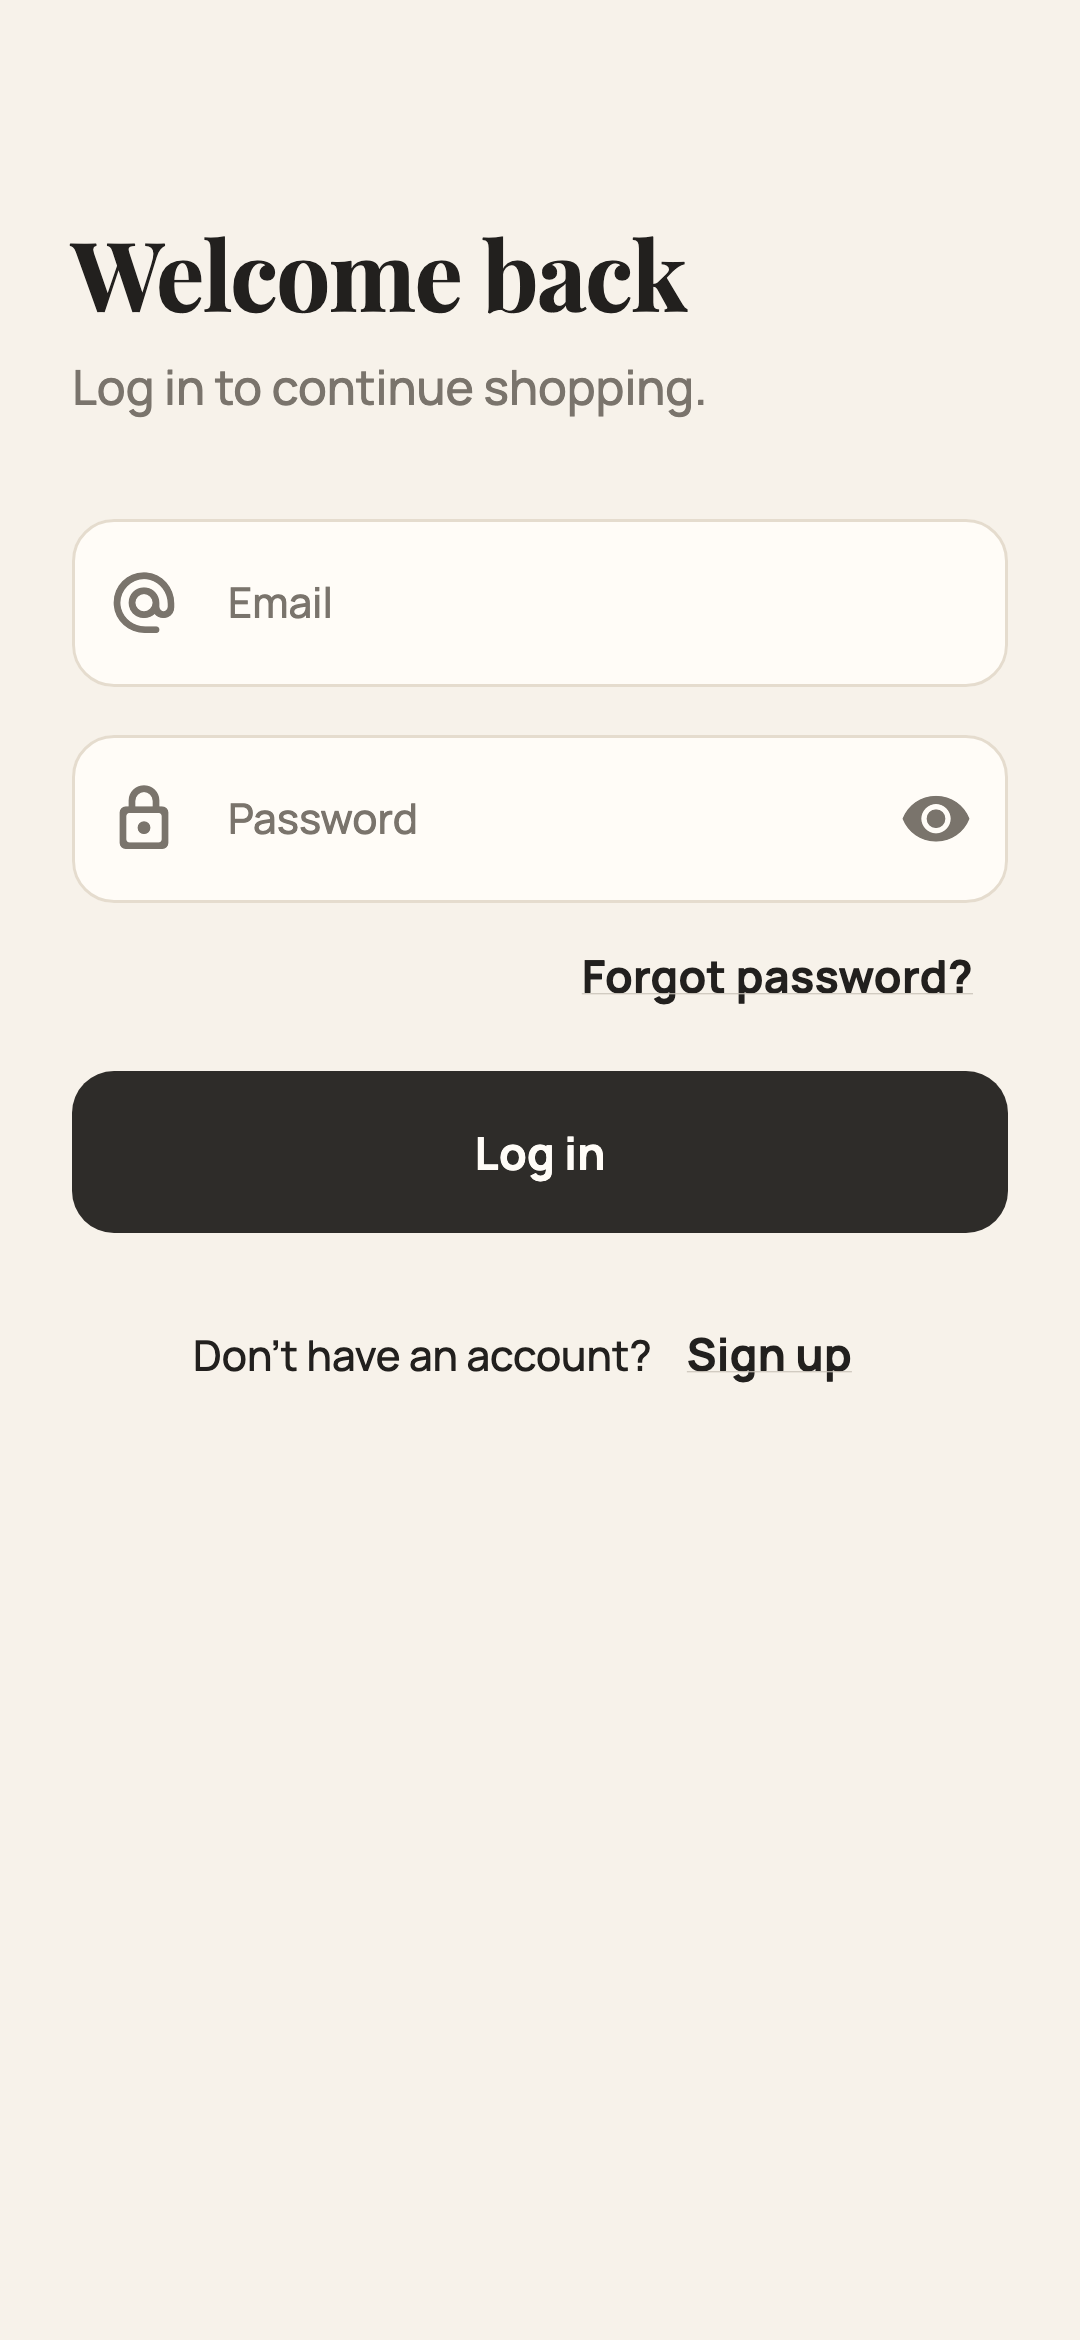 Welcome back
Log in to continue shopping.
Email
Password
Forgot password?
Log in
Don’t have an account? Sign up